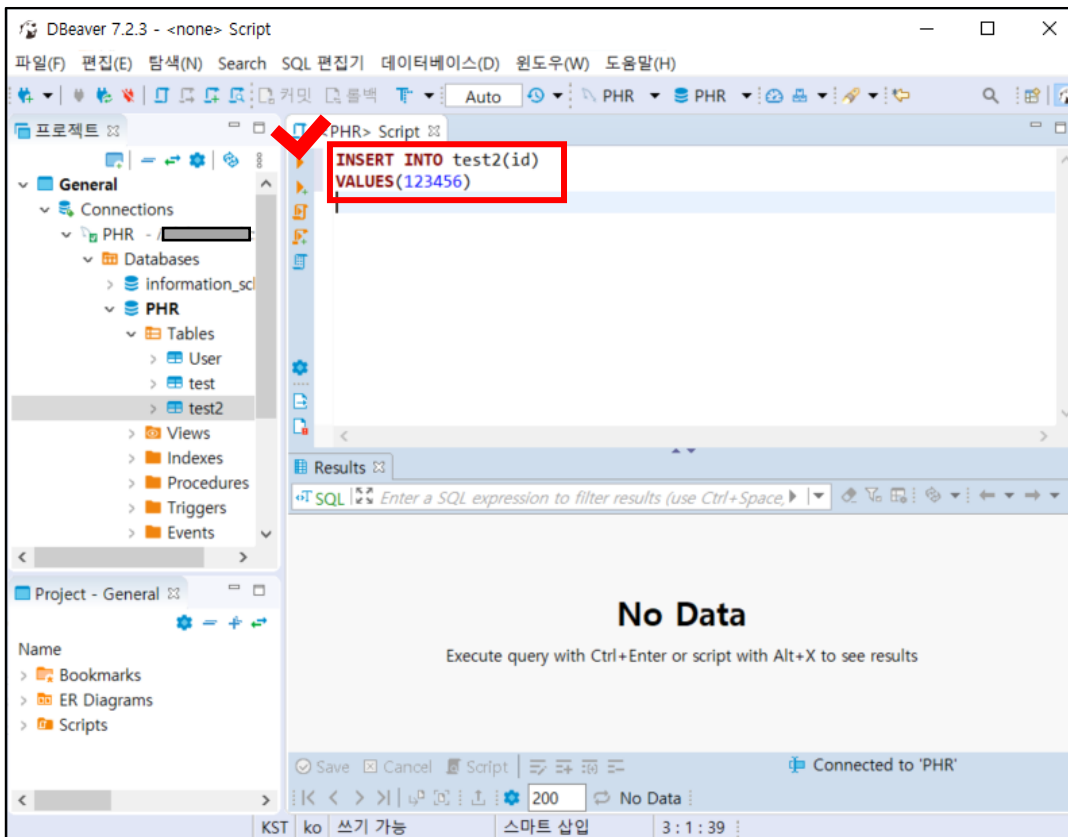 DBeaver 7.2.3 - <none> Script
파일(F) 편집(E) 탐색(N) Search SQL 편집기 데이터베이스(D) 윈도우(W) 도움말(H)
커밋 롤백 Auto PHR PHR
프로젝트
General
Connections
PHR - /
Databases
information_scl
PHR
Tables
User
test
test2
Views
Indexes
Procedures
Triggers
Events
Project - General
Name
Bookmarks
ER Diagrams
Scripts
<PHR> Script
INSERT INTO test2(id)
VALUES(123456)
Results
SQL Enter a SQL expression to filter results (use Ctrl+Space)
No Data
Execute query with Ctrl+Enter or script with Alt+X to see results
Save Cancel Script Connected to 'PHR'
200 No Data
KST ko 쓰기 가능 스마트 삽입 3 : 1 : 39